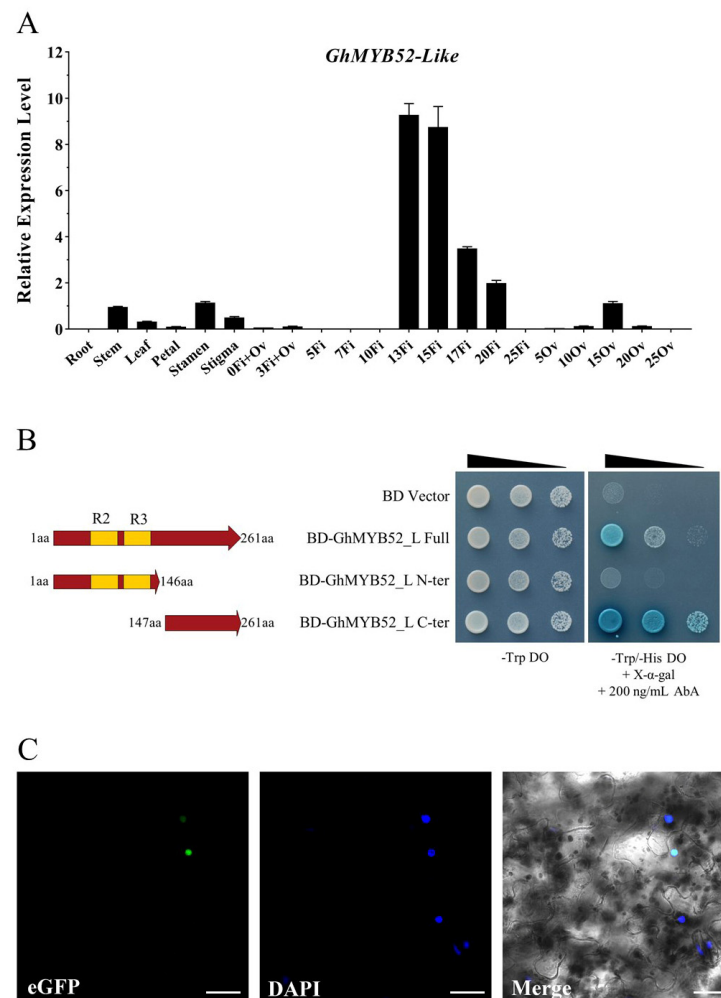 A
GhMYB52-Like
Relative Expression Level
12
10
8
6
4
2
0
Root Stem Leaf Petal Stamen Stigma 0Fi+Ov 3Fi+Ov 5Fi 7Fi 10Fi 13Fi 15Fi 17Fi 20Fi 25Fi 5Ov 10Ov 15Ov 20Ov 25Ov
B
BD Vector
R2 R3
1aa 261aa BD-GhMYB52_L Full
1aa 146aa BD-GhMYB52_L N-ter
147aa 261aa BD-GhMYB52_L C-ter
-Trp DO
-Trp/-His DO
+ X-α-gal
+ 200 ng/mL AbA
C
eGFP DAPI Merge